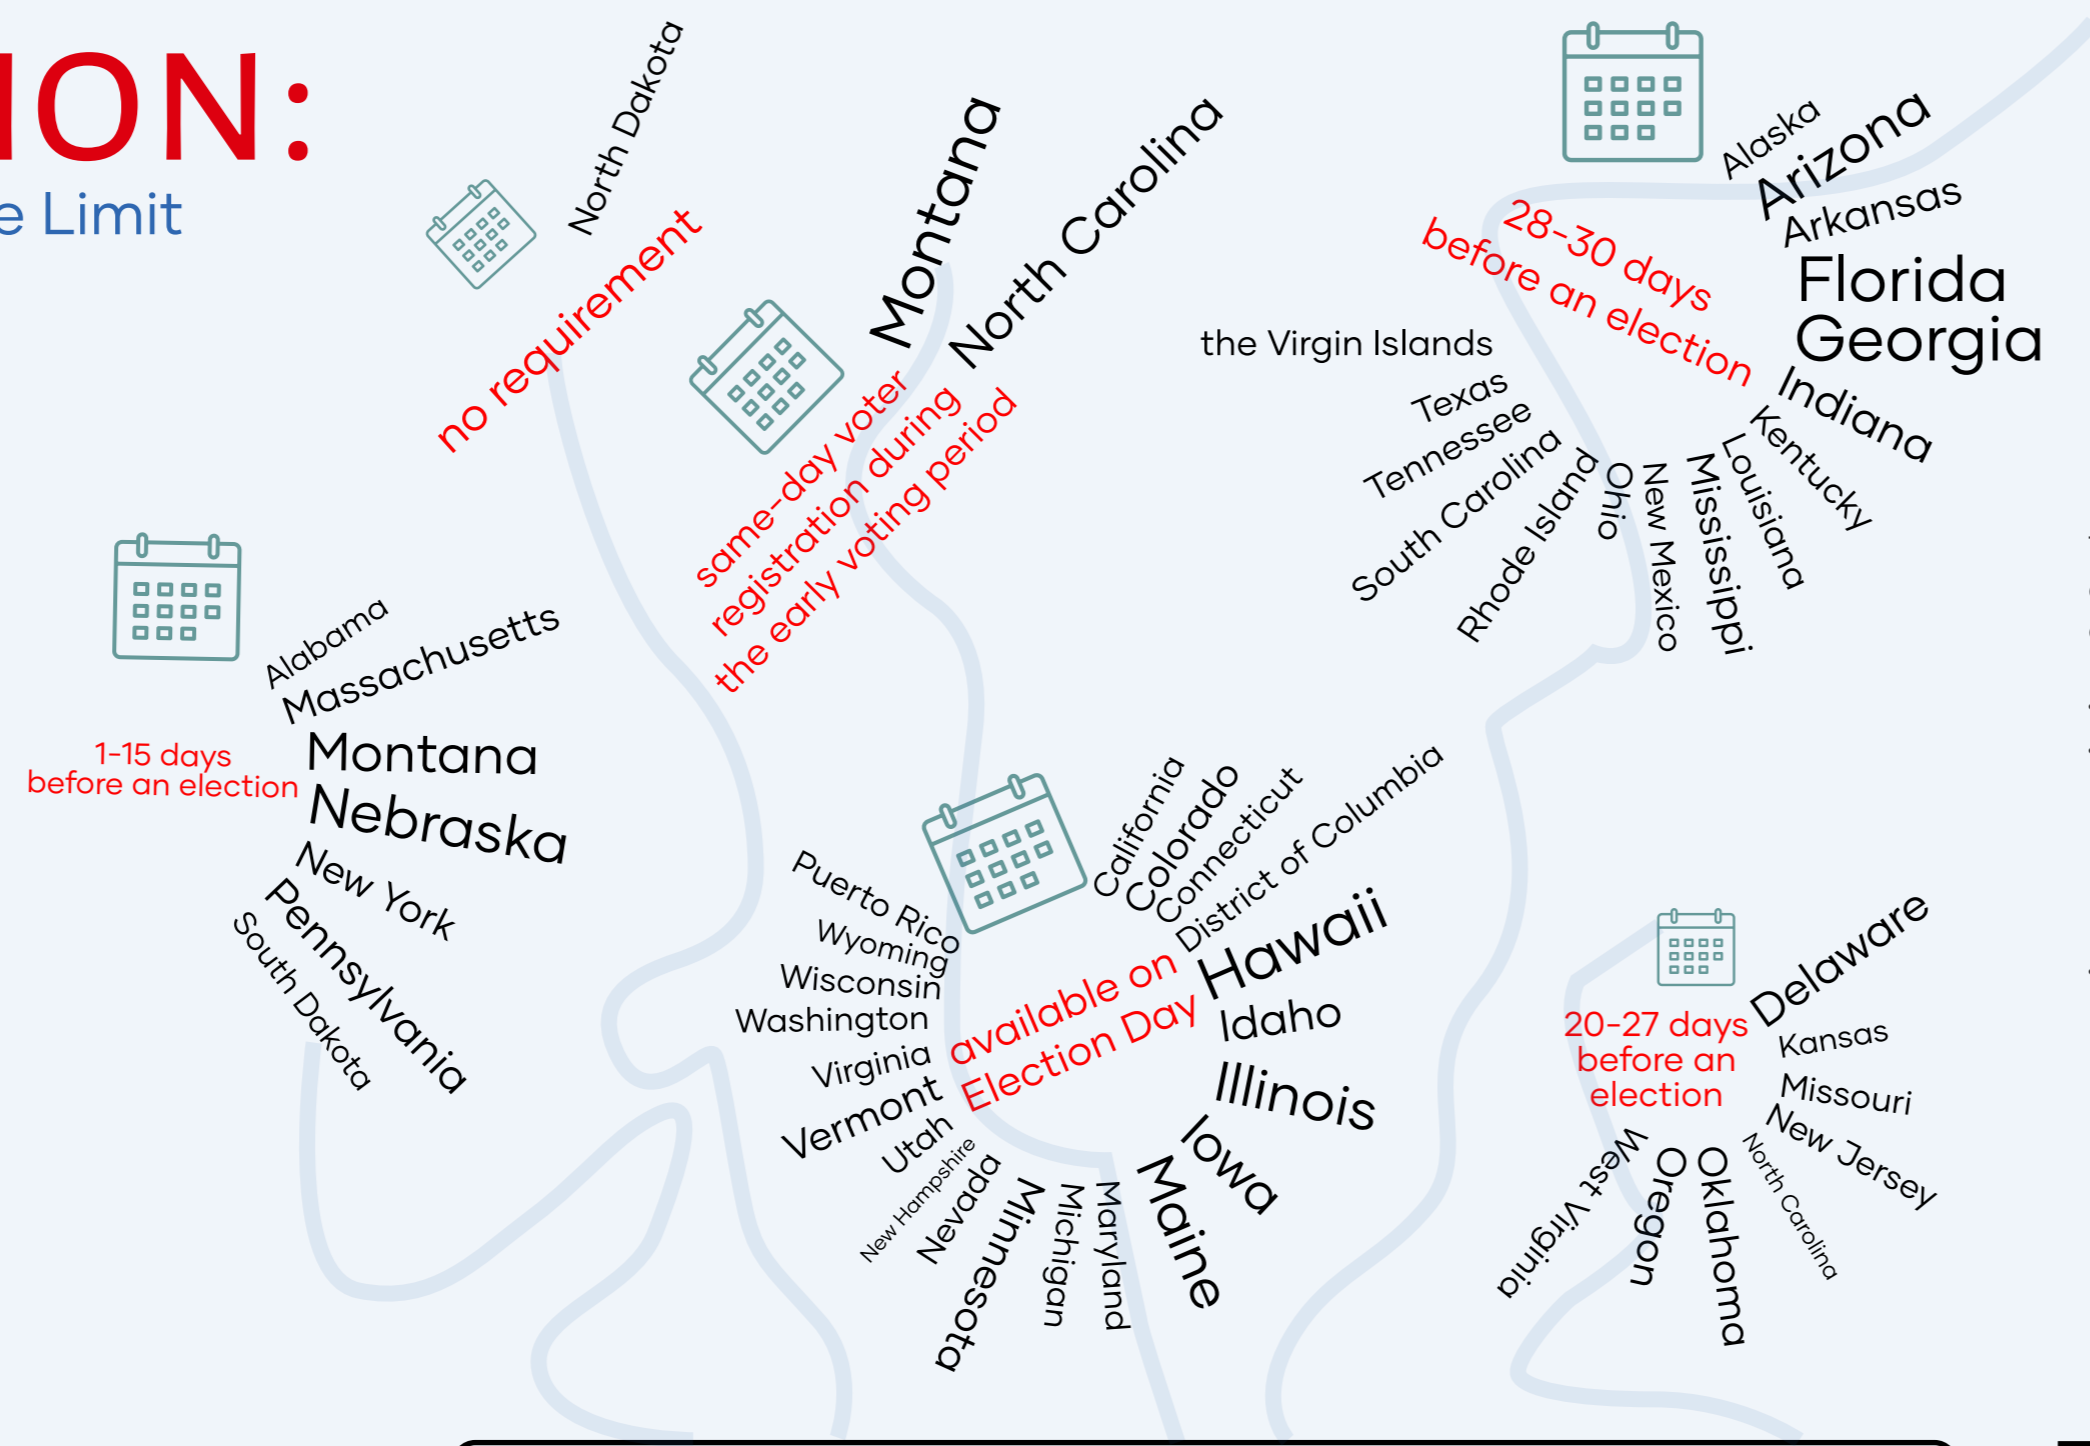 ION:
e Limit
North Dakota
no requirement
Montana
North Carolina
same-day voter
registration during
the early voting period
28-30 days
before an election
Alaska
Arizona
Arkansas
Florida
Georgia
Indiana
Kentucky
Louisiana
Mississippi
New Mexico
Ohio
Rhode Island
South Carolina
Tennessee
Texas
the Virgin Islands
1-15 days
before an election
Alabama
Massachusetts
Montana
Nebraska
New York
Pennsylvania
South Dakota
available on
Election Day
California
Colorado
Connecticut
District of Columbia
Hawaii
Idaho
Illinois
Iowa
Maine
Maryland
Michigan
Minnesota
Nevada
New Hampshire
Utah
Vermont
Virginia
Washington
Wisconsin
Wyoming
Puerto Rico
20-27 days
before an
election
Delaware
Kansas
Missouri
New Jersey
North Carolina
Oklahoma
Oregon
West Virginia